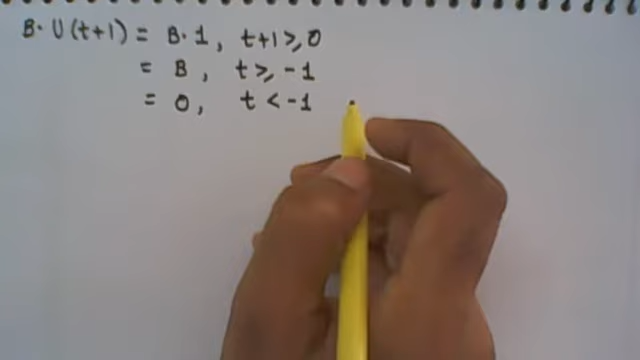 B·U(t+1) = B·1, t+1≥0
= B, t≥-1
= 0, t<-1